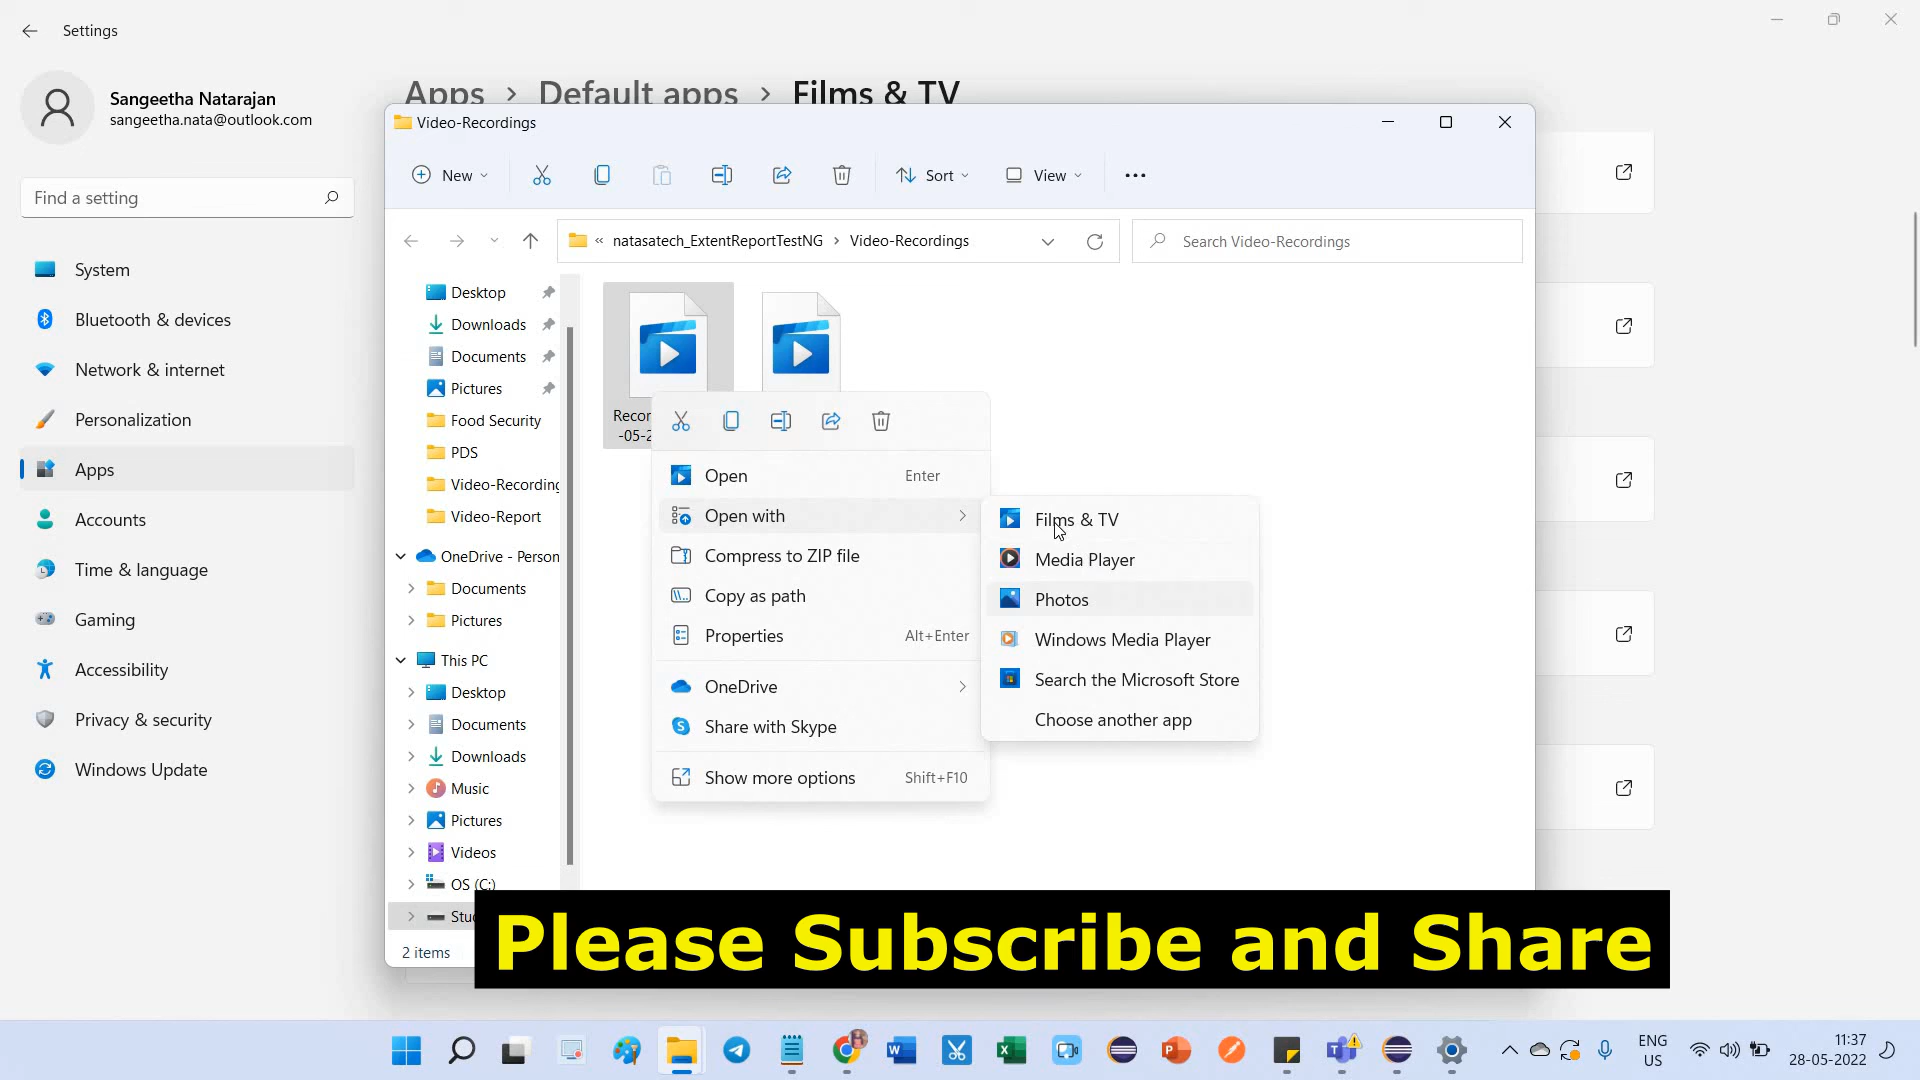 Settings
Sangeetha Natarajan
sangeetha.nata@outlook.com
Find a setting
System
Bluetooth & devices
Network & internet
Personalization
Apps
Accounts
Time & language
Gaming
Accessibility
Privacy & security
Windows Update
Apps > Default apps > Films & TV
Video-Recordings
New
Sort
View
« natasatech_ExtentReportTestNG > Video-Recordings
Search Video-Recordings
Desktop
Downloads
Documents
Pictures
Food Security
PDS
Video-Recording
Video-Report
OneDrive - Person
Documents
Pictures
This PC
Desktop
Documents
Downloads
Music
Pictures
Videos
OS (C:)
Stu
2 items
Recor
-05-2
Open Enter
Open with
Compress to ZIP file
Copy as path
Properties Alt+Enter
OneDrive
Share with Skype
Show more options Shift+F10
Films & TV
Media Player
Photos
Windows Media Player
Search the Microsoft Store
Choose another app
Please Subscribe and Share
ENG
US
11:37
28-05-2022